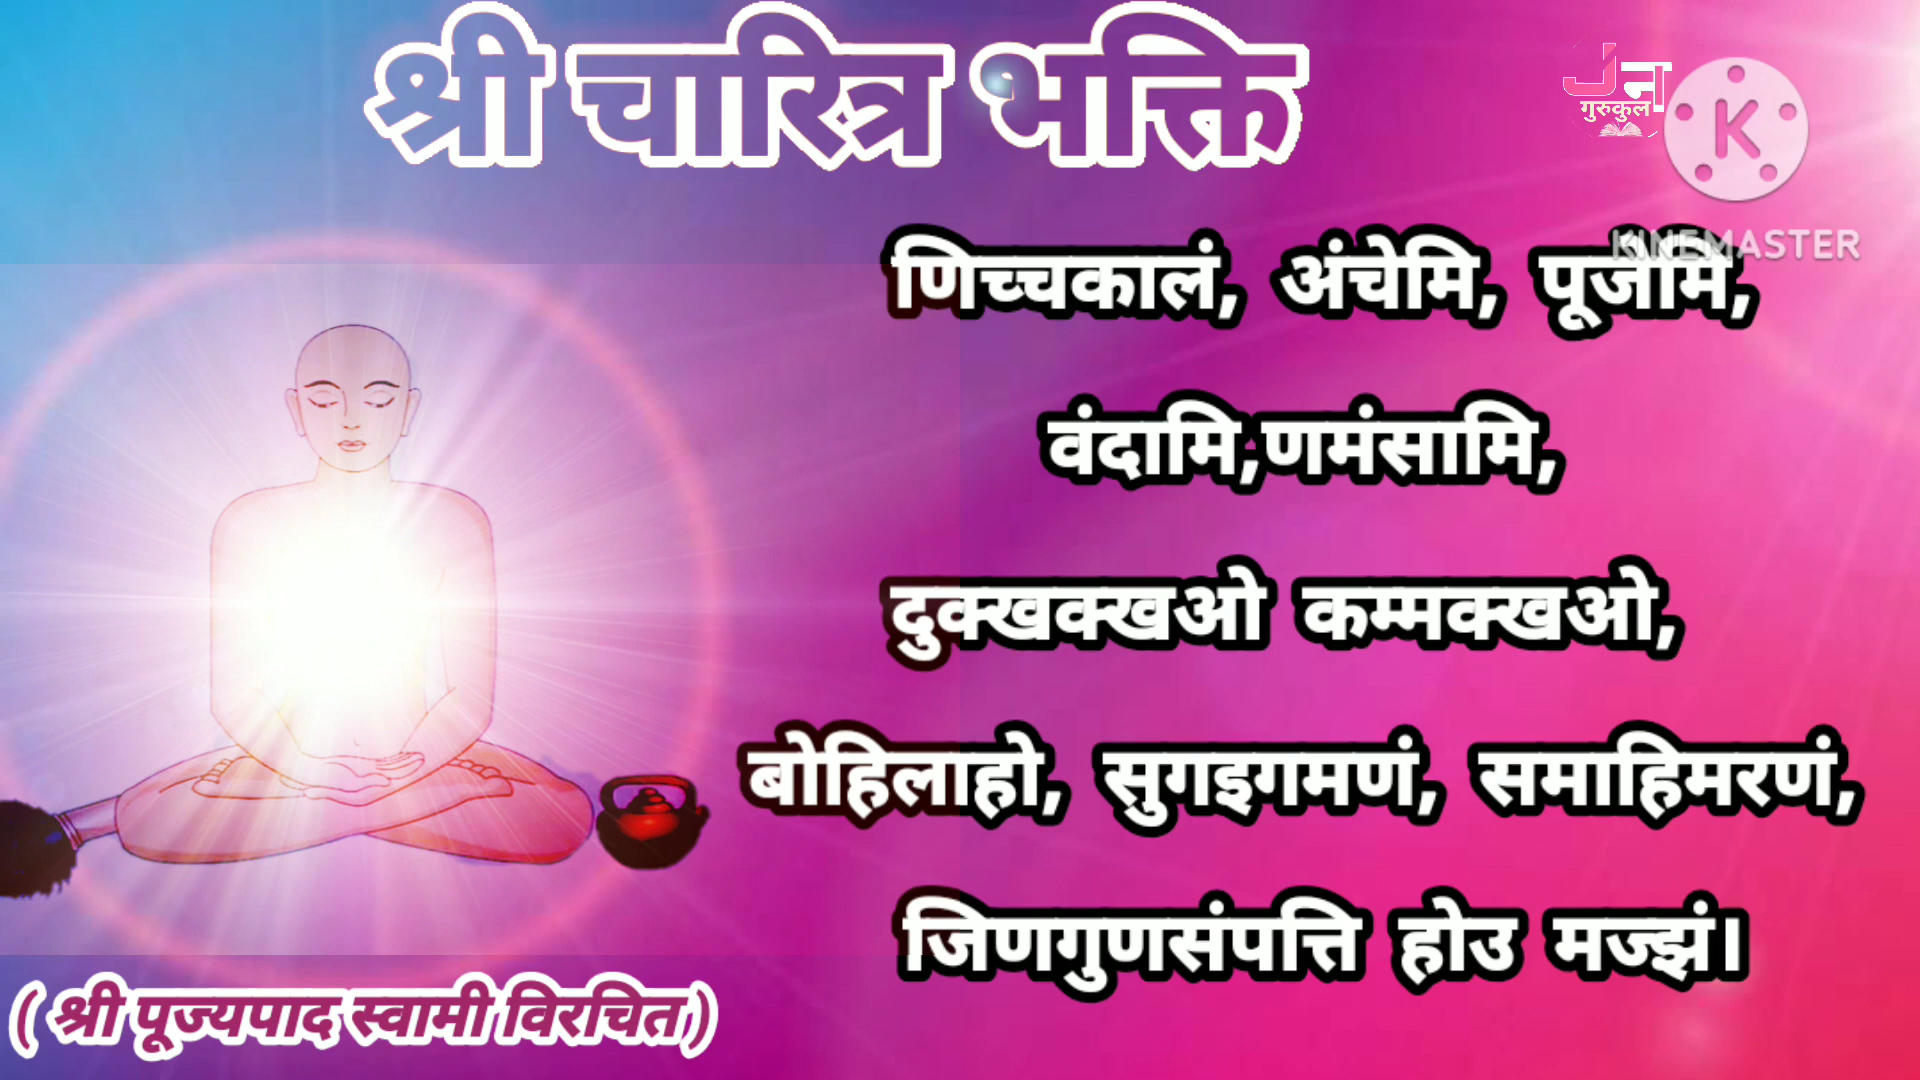 श्री चारित्र भक्ति
जैन
गुरुकुल
K
KINEMASTER
णिच्चकालं, अंचेमि, पूजेमि,
वंदामि,णमंसामि,
दुक्खक्खओ कम्मक्खओ,
बोहिलाहो, सुगइगमणं, समाहिमरणं,
जिणगुणसंपत्ति होउ मज्झं।
( श्री पूज्यपाद स्वामी विरचित )